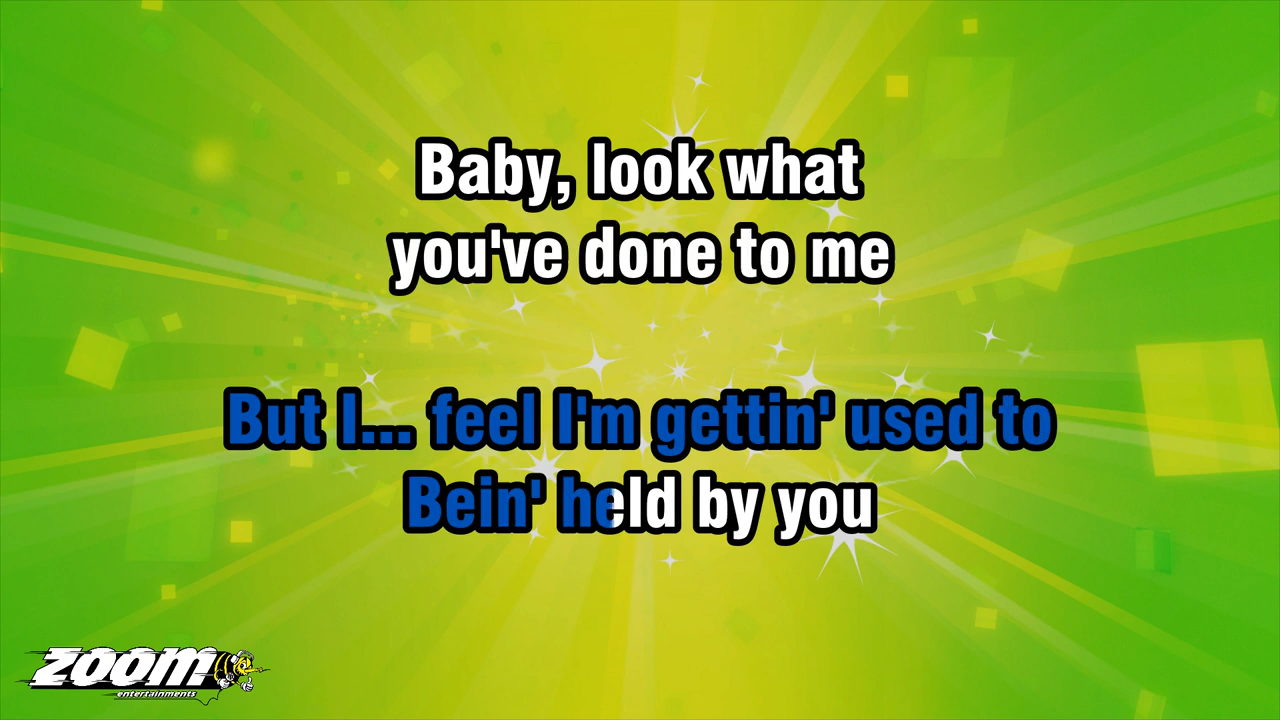 Baby, look what
you've done to me
But I... feel I'm gettin' used to
Bein' held by you
zoom
entertainments